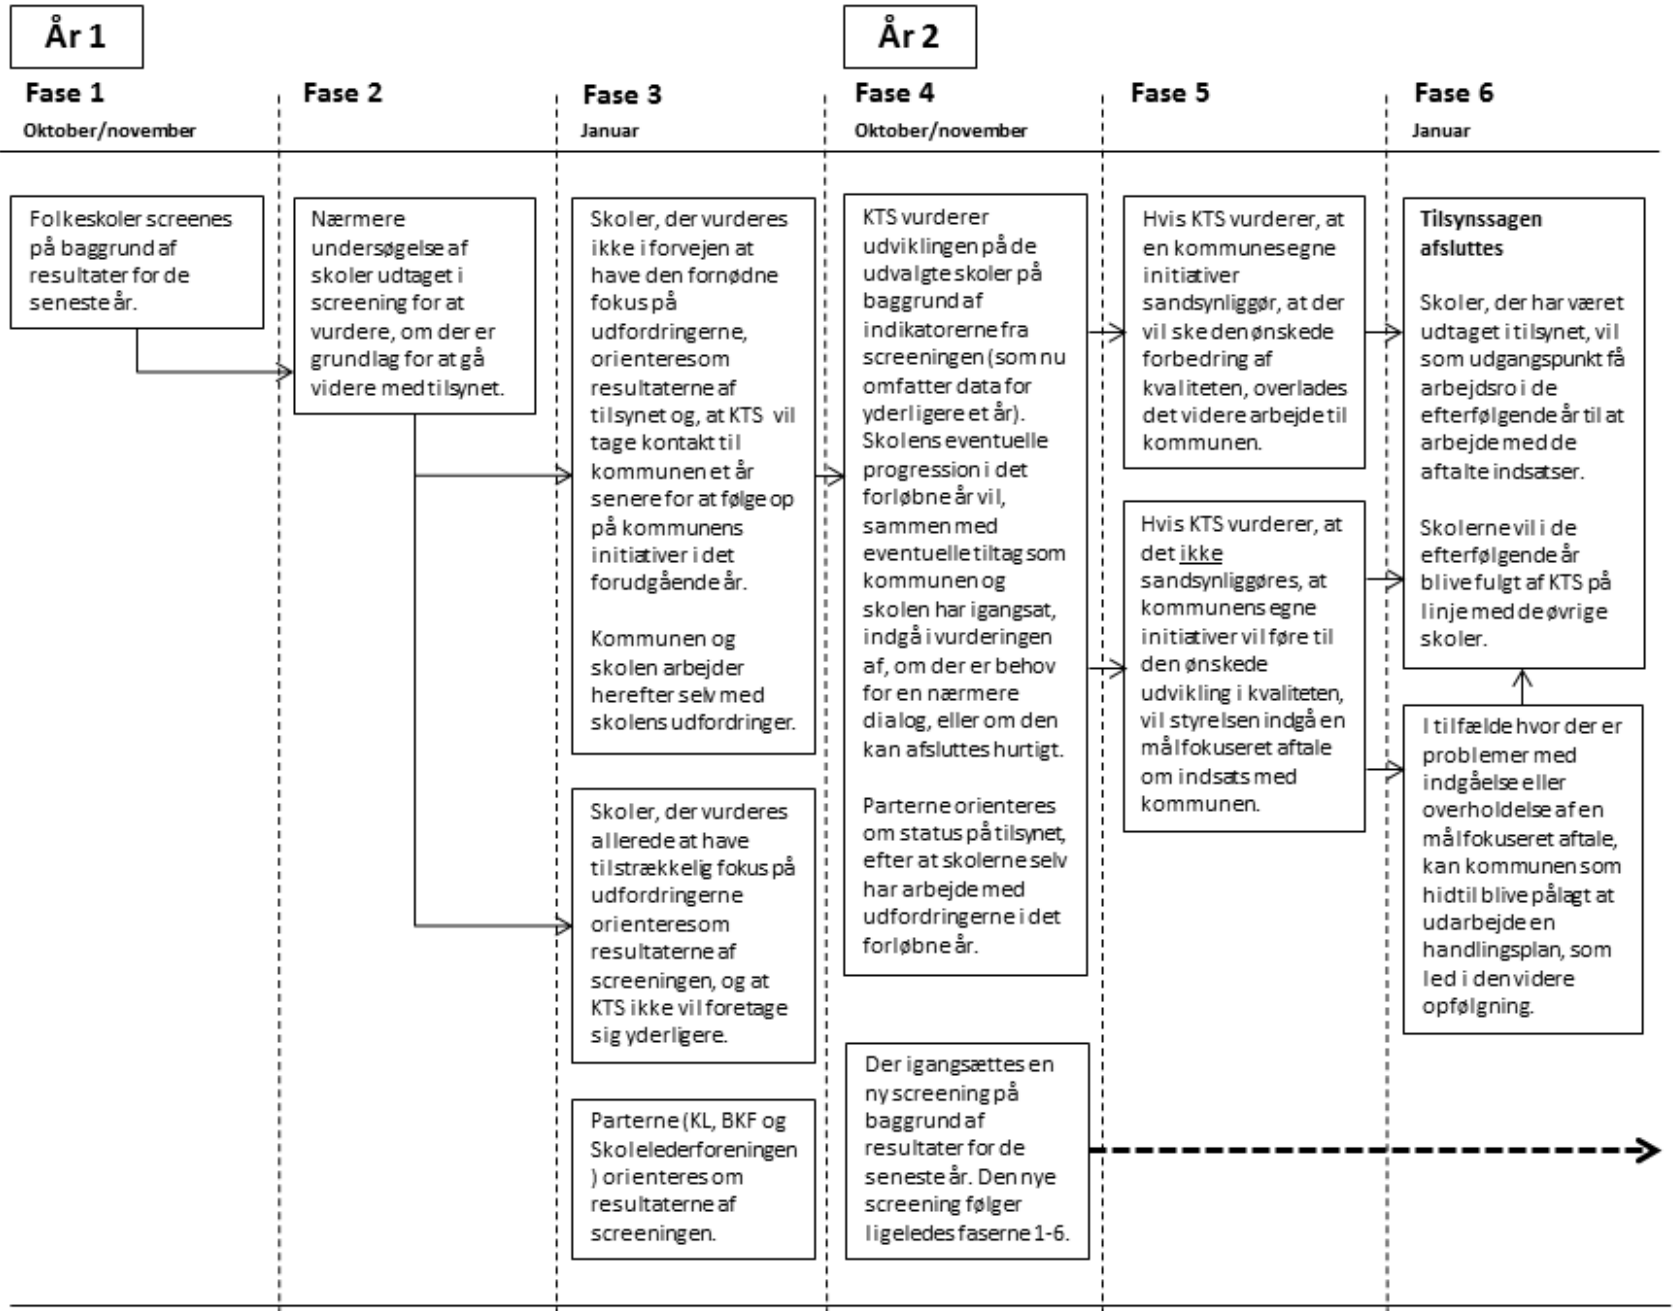 År 1
År 2
Fase 1
Oktober/november
Fase 2
Fase 3
Januar
Fase 4
Oktober/november
Fase 5
Fase 6
Januar
Folkeskoler screenes
på baggrund af
resultater for de
seneste år.
Nærmere
undersøgelse af
skoler udtaget i
screening for at
vurdere, om der er
grundlag for at gå
videre med tilsynet.
Skoler, der vurderes
ikke i forvejen at
have den fornødne
fokus på
udfordringerne,
orienteres om
resultaterne af
tilsynet og, at KTS vil
tage kontakt til
kommunen et år
senere for at følge op
på kommunens
initiativer i det
forudgående år.
Kommunen og
skolen arbejder
herefter selv med
skolens udfordringer.
Skoler, der vurderes
allerede at have
tilstrækkelig fokus på
udfordringerne
orienteres om
resultaterne af
screeningen, og at
KTS ikke vil foretage
sig yderligere.
Parterne (KL, BKF og
Skolelederforeningen
) orienteres om
resultaterne af
screeningen.
KTS vurderer
udviklingen på de
udvalgte skoler på
baggrund af
indikatorerne fra
screeningen (som nu
omfatter data for
yderligere et år).
Skolens eventuelle
progression i det
forløbne år vil,
sammen med
eventuelle tiltag som
kommunen og
skolen har igangsat,
indgå i vurderingen
af, om der er behov
for en nærmere
dialog, eller om den
kan afsluttes hurtigt.
Parterne orienteres
om status på tilsynet,
efter at skolerne selv
har arbejde med
udfordringerne i det
forløbne år.
Der igangsættes en
ny screening på
baggrund af
resultater for de
seneste år. Den nye
screening følger
ligeledes faserne 1-6.
Hvis KTS vurderer, at
en kommunes egne
initiativer
sandsynliggør, at der
vil ske den ønskede
forbedring af
kvaliteten, overlades
det videre arbejde til
kommunen.
Hvis KTS vurderer, at
det ikke
sandsynliggøres, at
kommunens egne
initiativer vil føre til
den ønskede
udvikling i kvaliteten,
vil styrelsen indgå en
målfokuseret aftale
om indsats med
kommunen.
Tilsynssagen
afsluttes
Skoler, der har været
udtaget i tilsynet, vil
som udgangspunkt få
arbejdsro i de
efterfølgende år til at
arbejde med de
aftalte indsatser.
Skolerne vil i de
efterfølgende år
blive fulgt af KTS på
linje med de øvrige
skoler.
I tilfælde hvor der er
problemer med
indgåelse eller
overholdelse af en
målfokuseret aftale,
kan kommunen som
hidtil blive pålagt at
udarbejde en
handlingsplan, som
led i den videre
opfølgning.